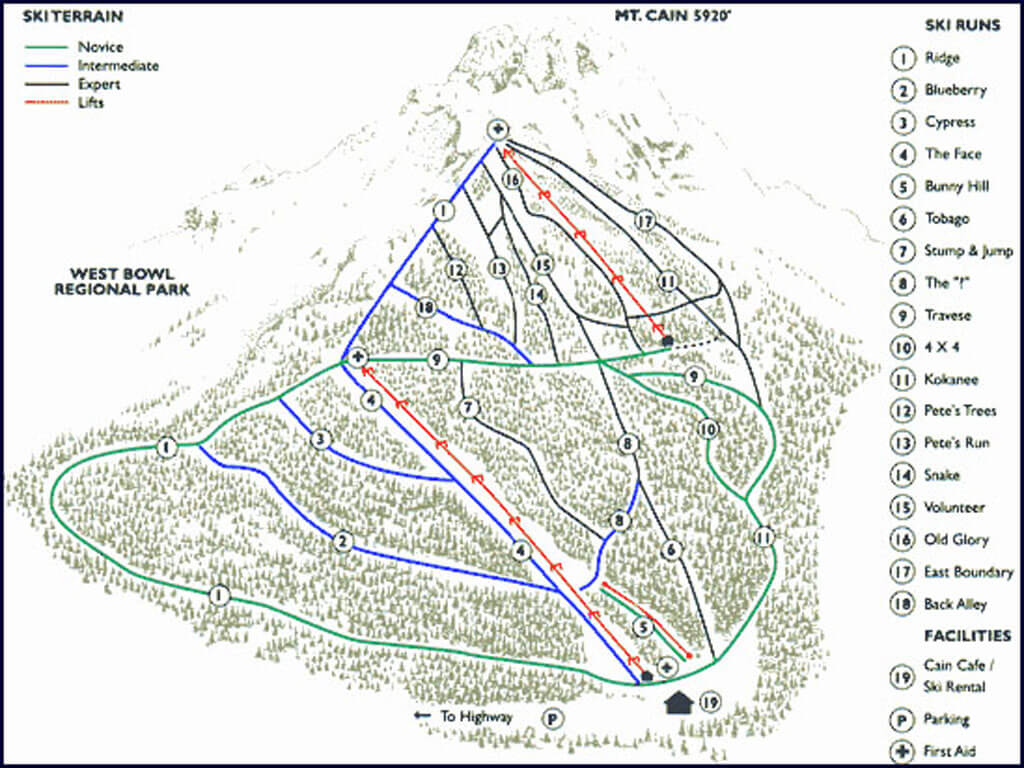 SKI TERRAIN
Novice
Intermediate
Expert
Lifts
MT. CAIN 5920'
WEST BOWL
REGIONAL PARK
16
17
1
12
13
15
14
11
18
9
9
4
7
10
3
8
1
2
4
8
6
11
1
5
19
← To Highway P
SKI RUNS
1 Ridge
2 Blueberry
3 Cypress
4 The Face
5 Bunny Hill
6 Tobago
7 Stump & Jump
8 The "!"
9 Travese
10 4 X 4
11 Kokanee
12 Pete's Trees
13 Pete's Run
14 Snake
15 Volunteer
16 Old Glory
17 East Boundary
18 Back Alley
FACILITIES
19 Cain Cafe /
Ski Rental
P Parking
+ First Aid